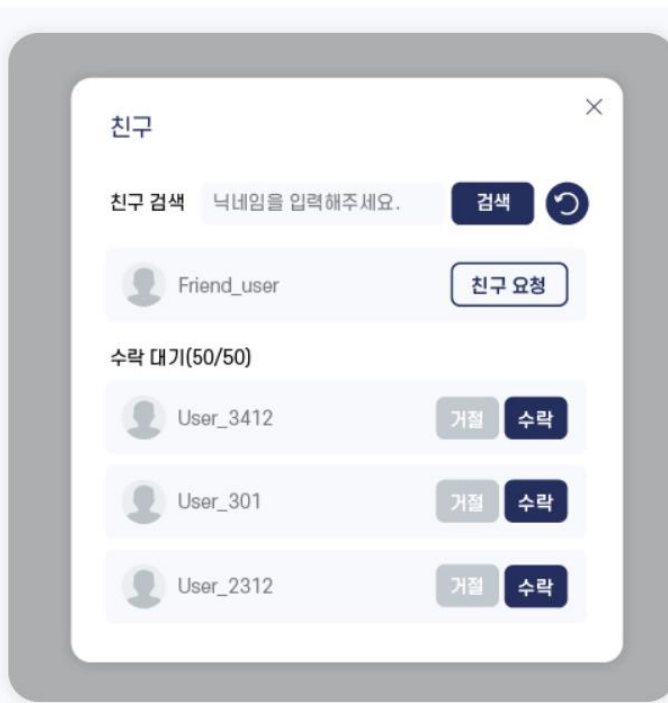 친구
친구 검색 닉네임을 입력해주세요. 검색
Friend_user 친구 요청
수락 대기(50/50)
User_3412 거절 수락
User_301 거절 수락
User_2312 거절 수락